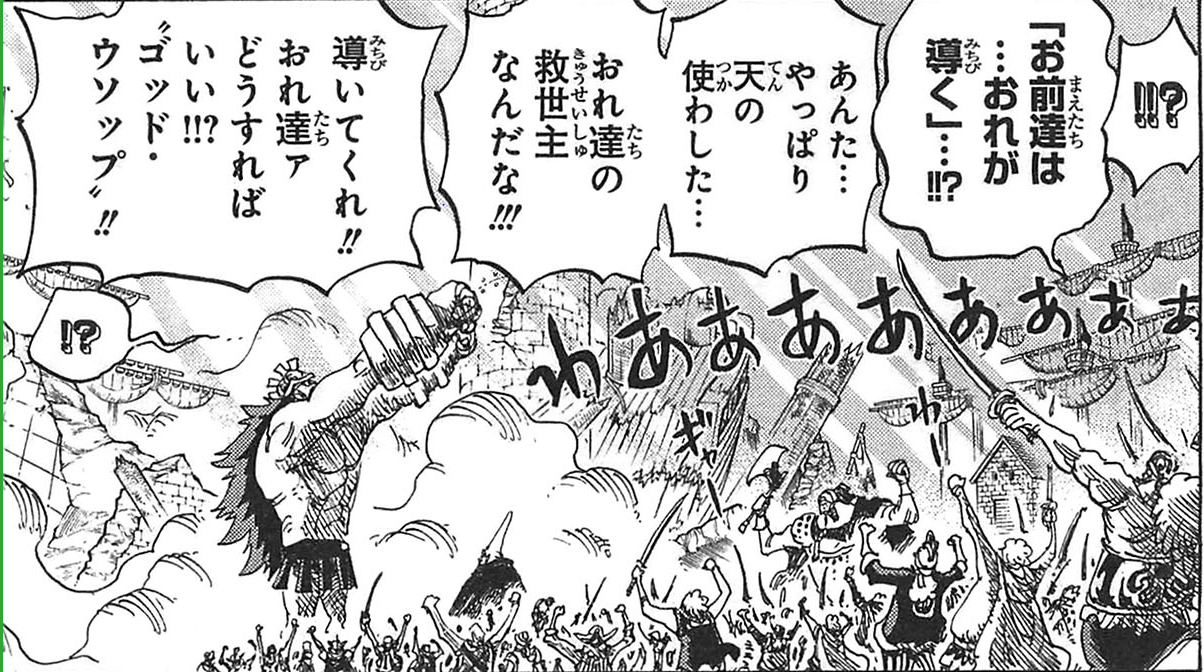 !!?
『お前達は
…おれが
導く』…!!?
あんた…
やっぱり
天の
使わした…
おれ達の
救世主
なんだな!!!
導いてくれ!!
おれ達ァ
どうすれば
いい!!?
〝ゴッド・
ウソップ〟!!
!?
わあああああああ
ギャー
わー